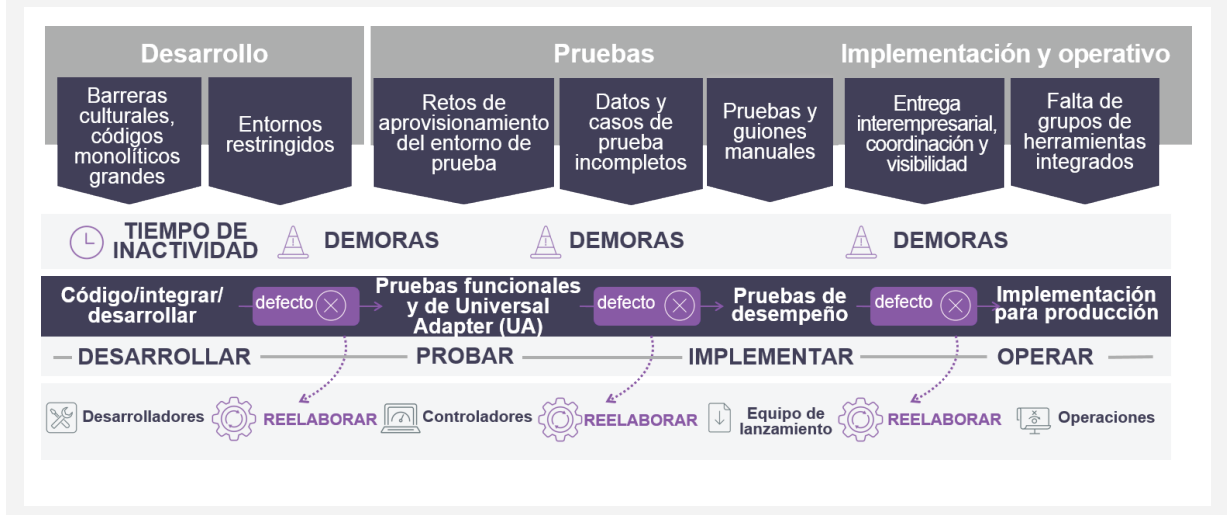 Desarrollo
Pruebas
Implementación y operativo
Barreras
culturales,
códigos
monolíticos
grandes
Entornos
restringidos
Retos de
aprovisionamiento
del entorno de
prueba
Datos y
casos de
prueba
incompletos
Pruebas y
guiones
manuales
Entrega
interempresarial,
coordinación y
visibilidad
Falta de
grupos de
herramientas
integrados
TIEMPO DE
INACTIVIDAD
DEMORAS
DEMORAS
DEMORAS
Código/integrar/
desarrollar
defecto
Pruebas funcionales
y de Universal
Adapter (UA)
defecto
Pruebas de
desempeño
defecto
Implementación
para producción
DESARROLLAR
PROBAR
IMPLEMENTAR
OPERAR
Desarrolladores
REELABORAR
Controladores
REELABORAR
Equipo de
lanzamiento
REELABORAR
Operaciones